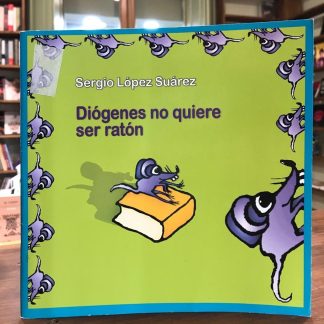 Sergio López Suárez
Diógenes no quiere
ser ratón